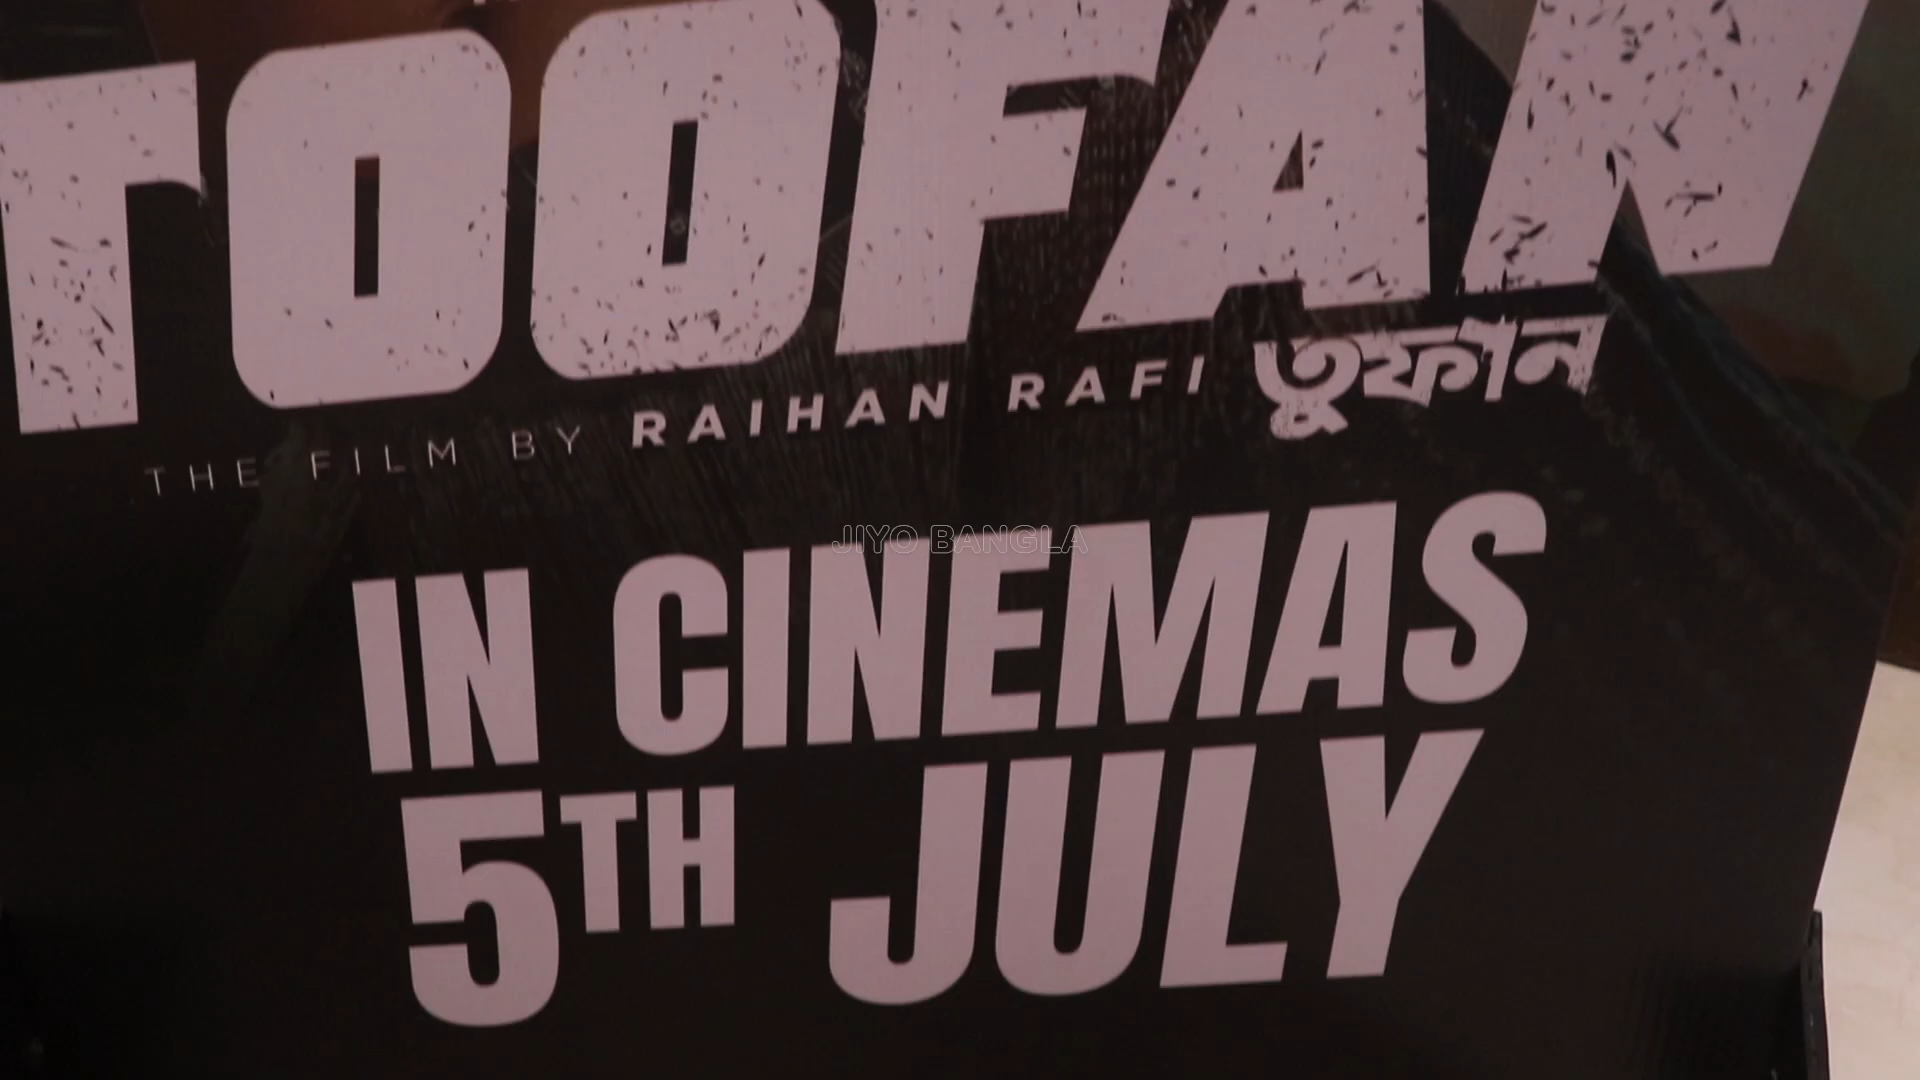 TOOFAN
THE FILM BY RAIHAN RAFI তুফান
JIYO BANGLA
IN CINEMAS
5TH JULY